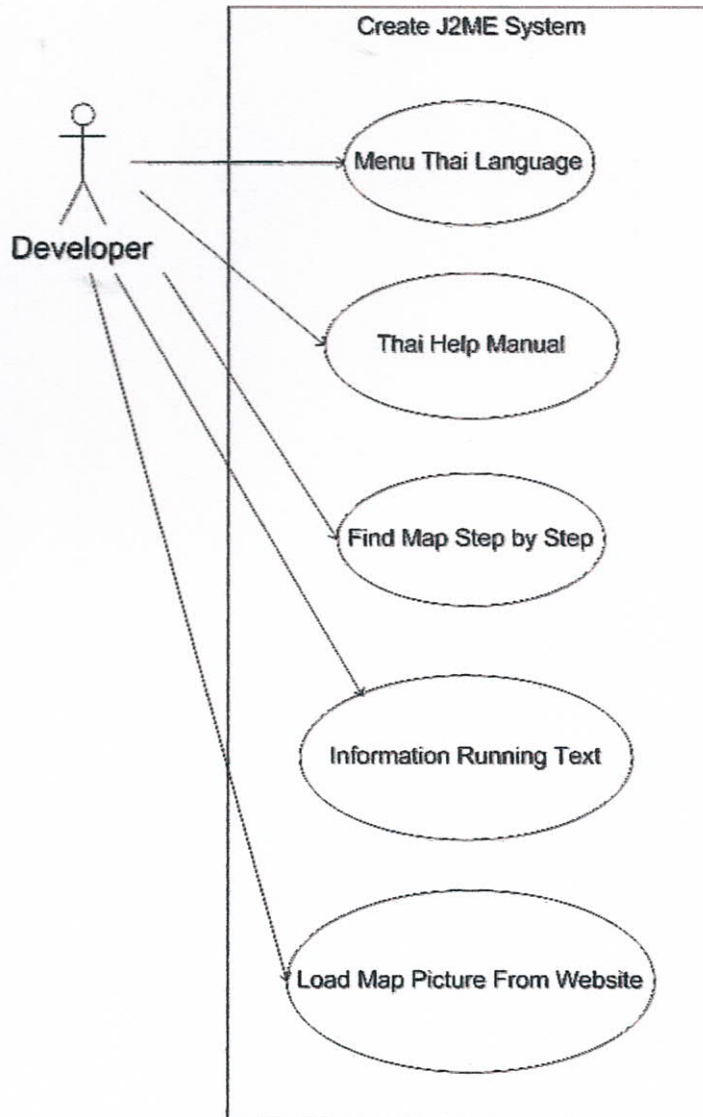 Create J2ME System
Menu Thai Language
Developer
Thai Help Manual
Find Map Step by Step
Information Running Text
Load Map Picture From Website